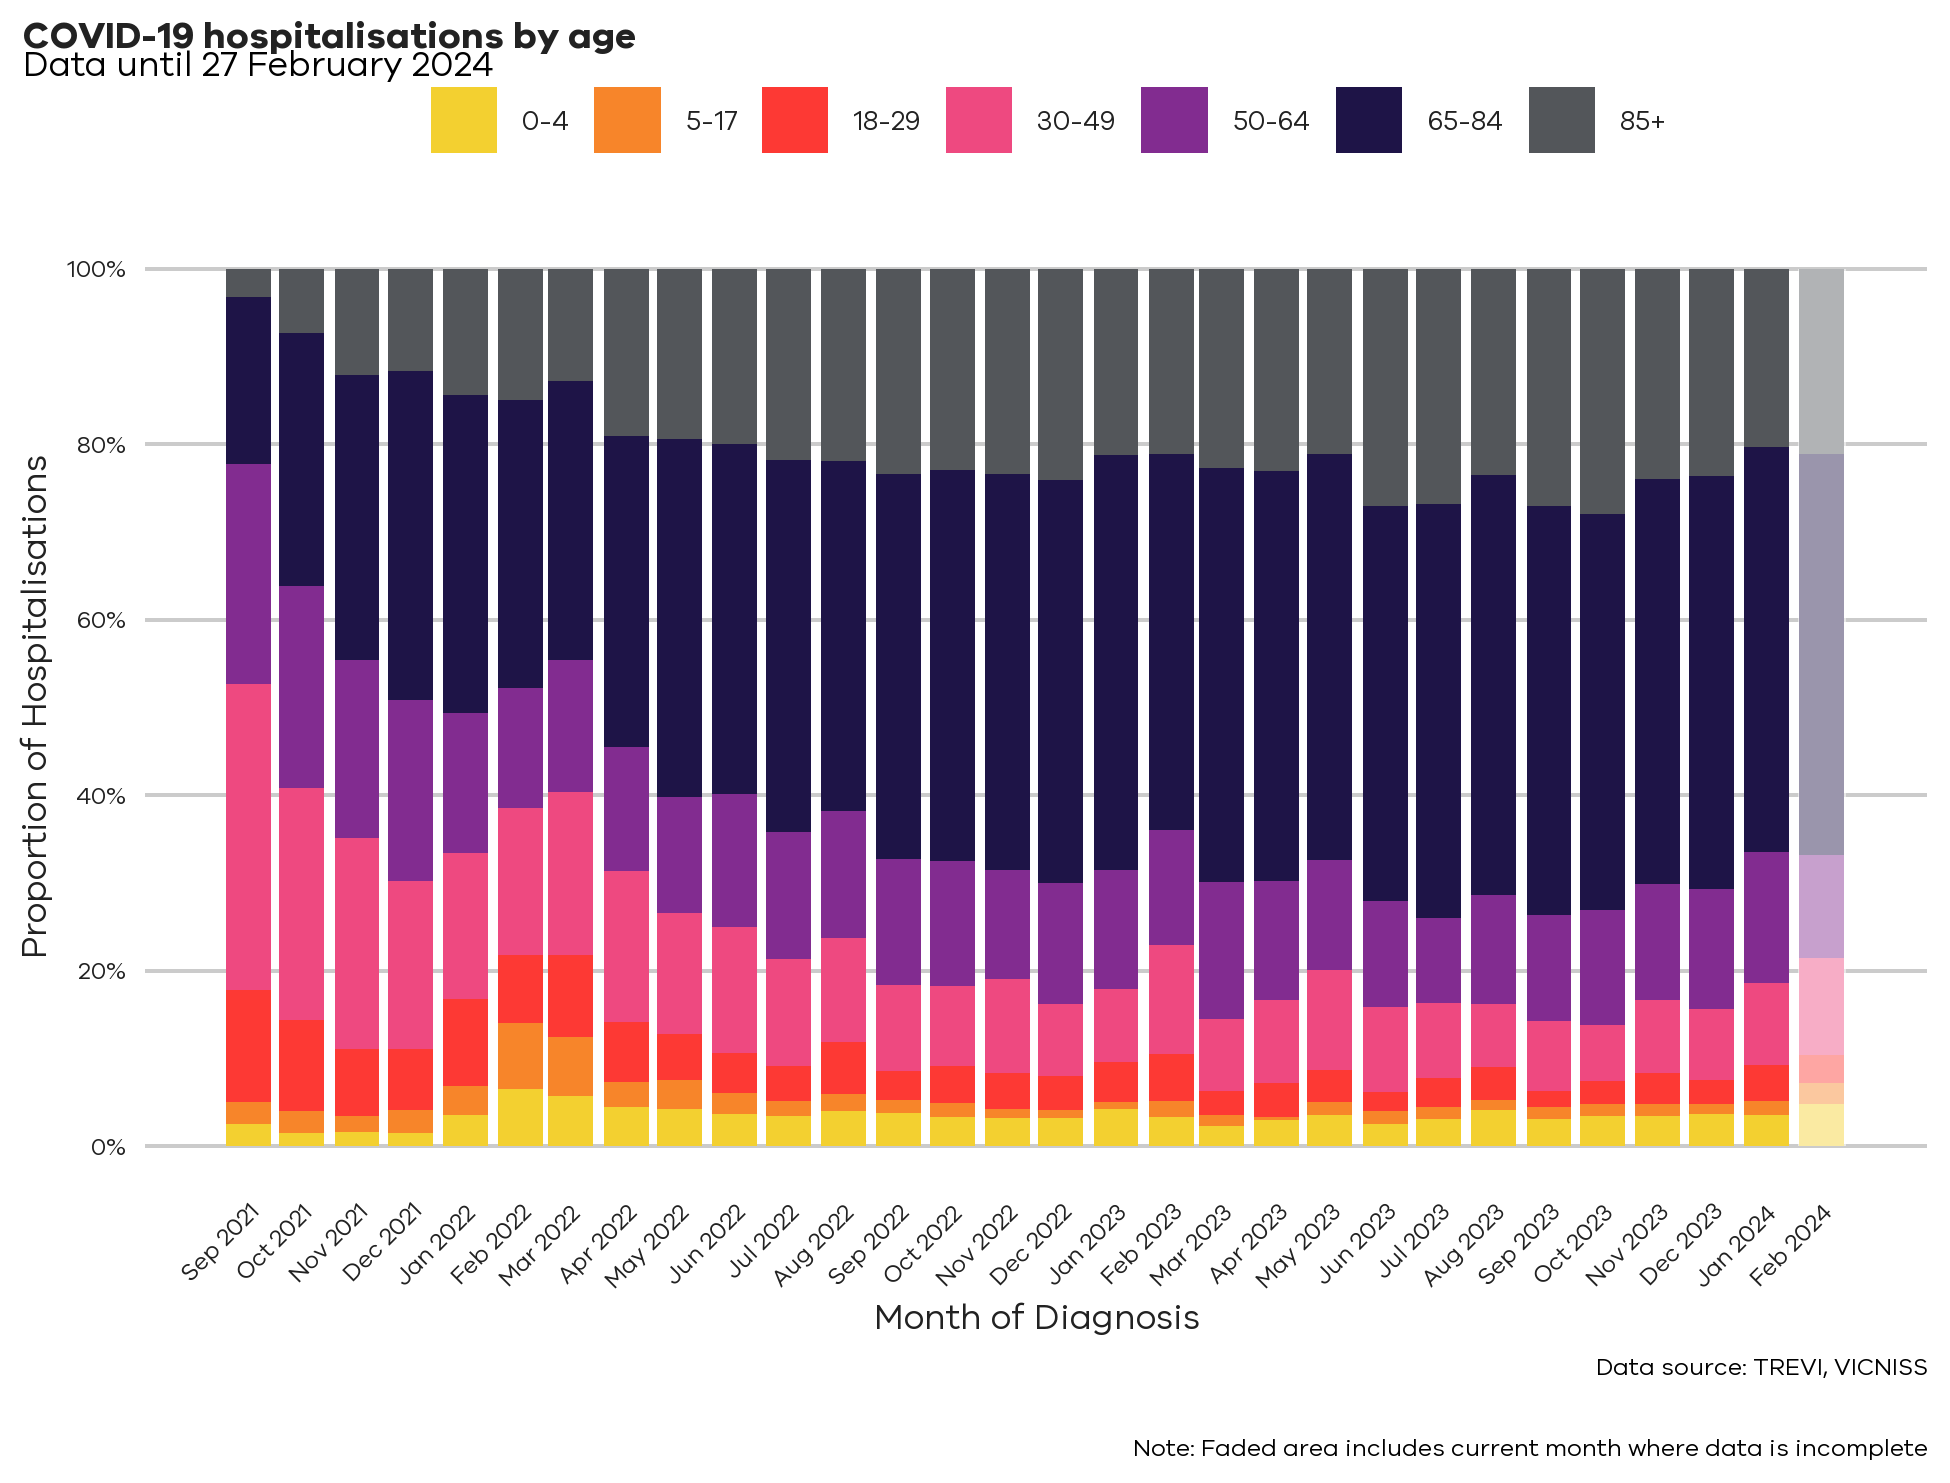 COVID-19 hospitalisations by age
Data until 27 February 2024
0-4 5-17 18-29 30-49 50-64 65-84 85+
Proportion of Hospitalisations
100%
80%
60%
40%
20%
0%
Sep 2021 Oct 2021 Nov 2021 Dec 2021 Jan 2022 Feb 2022 Mar 2022 Apr 2022 May 2022 Jun 2022 Jul 2022 Aug 2022 Sep 2022 Oct 2022 Nov 2022 Dec 2022 Jan 2023 Feb 2023 Mar 2023 Apr 2023 May 2023 Jun 2023 Jul 2023 Aug 2023 Sep 2023 Oct 2023 Nov 2023 Dec 2023 Jan 2024 Feb 2024
Month of Diagnosis
Data source: TREVI, VICNISS
Note: Faded area includes current month where data is incomplete